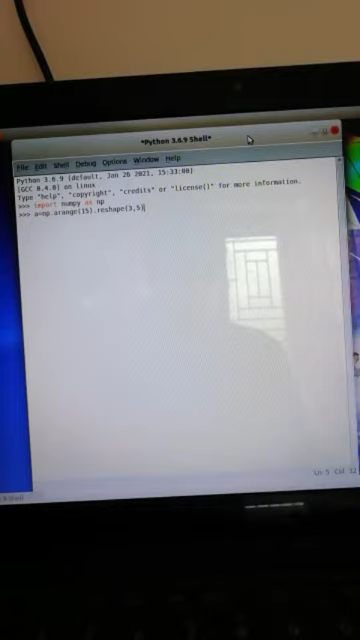 *Python 3.6.9 Shell*
File Edit Shell Debug Options Window Help
Python 3.6.9 (default, Jan 26 2021, 15:33:00)
[GCC 8.4.0] on linux
Type "help", "copyright", "credits" or "license()" for more information.
>>> import numpy as np
>>> a=np.arange(15).reshape(3,5)
Ln 5 Col 32